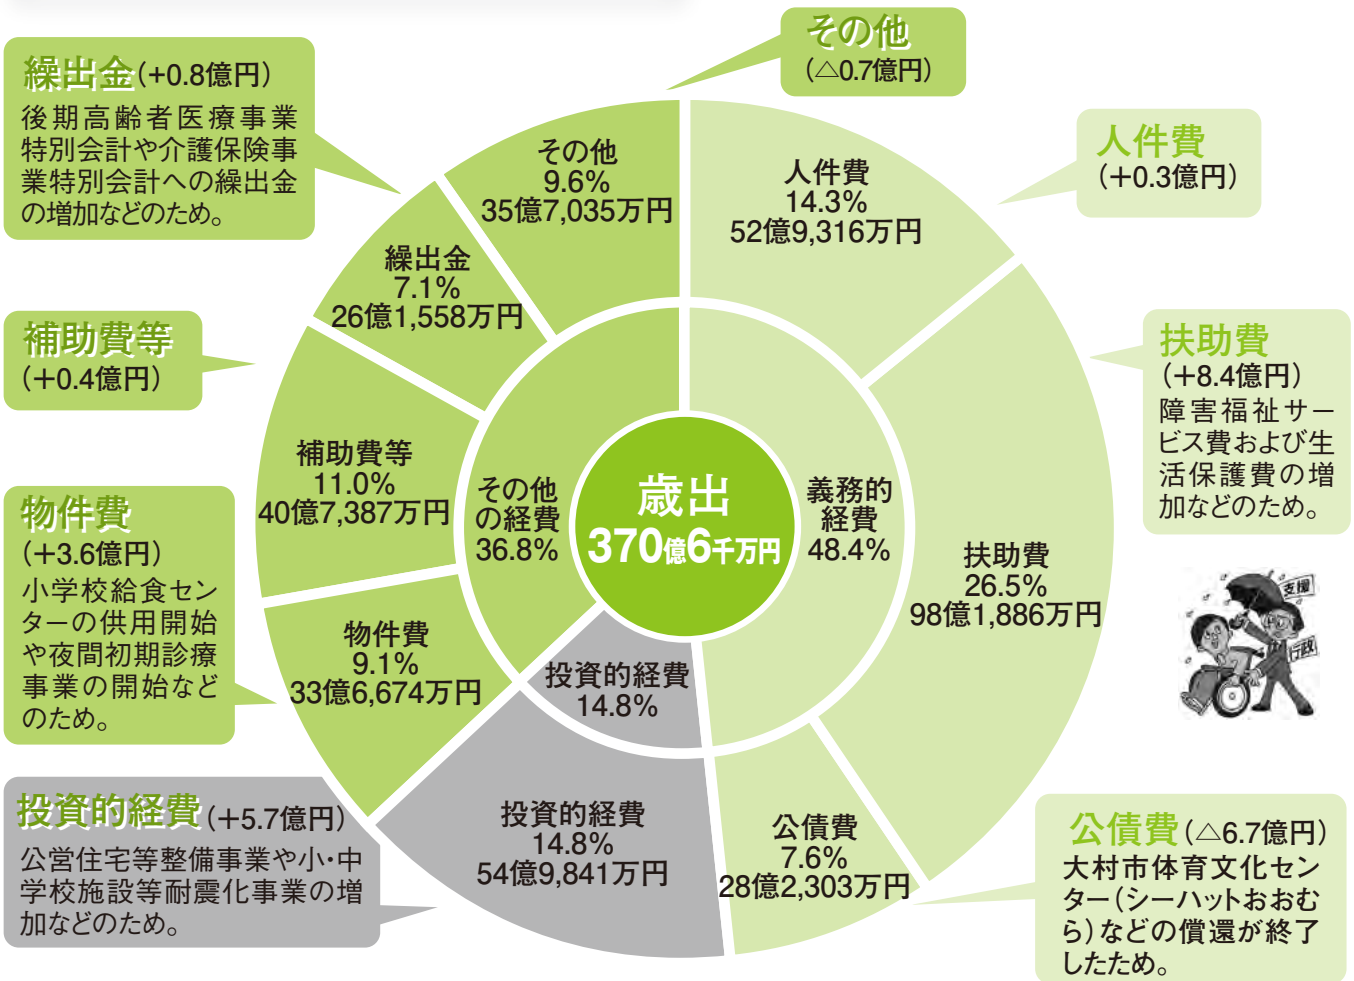 その他
(△0.7億円)
繰出金(+0.8億円)
後期高齢者医療事業
特別会計や介護保険事
業特別会計への繰出金
の増加などのため。
人件費
(+0.3億円)
その他
9.6%
35億7,035万円
人件費
14.3%
52億9,316万円
繰出金
7.1%
26億1,558万円
補助費等
(+0.4億円)
扶助費
(+8.4億円)
障害福祉サー
ビス費および生
活保護費の増
加などのため。
補助費等
11.0%
40億7,387万円
その他
の経費
36.8%
歳出
370億6千万円
義務的
経費
48.4%
物件費
(+3.6億円)
小学校給食セン
ターの供用開始
や夜間初期診療
事業の開始など
のため。
扶助費
26.5%
98億1,886万円
支援
行政
物件費
9.1%
33億6,674万円
投資的経費
14.8%
投資的経費(+5.7億円)
公営住宅等整備事業や小・中
学校施設等耐震化事業の増
加などのため。
投資的経費
14.8%
54億9,841万円
公債費
7.6%
28億2,303万円
公債費(△6.7億円)
大村市体育文化セン
ター(シーハットおおむ
ら)などの償還が終了
したため。